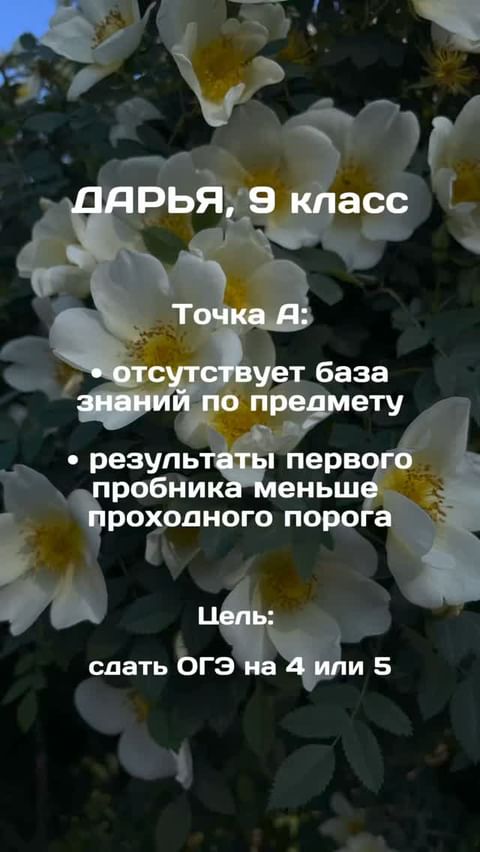 ДАРЬЯ, 9 класс
Точка А:
• отсутствует база
знаний по предмету
• результаты первого
пробника меньше
проходного порога
Цель:
сдать ОГЭ на 4 или 5